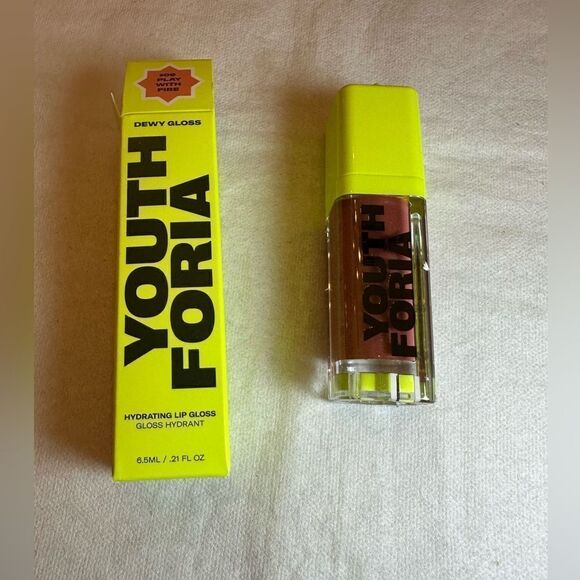 #09
PLAY
WITH
FIRE
DEWY GLOSS
YOUTH
FORIA
HYDRATING LIP GLOSS
GLOSS HYDRANT
6.5ML / .21 FL OZ
YOUTH
FORIA